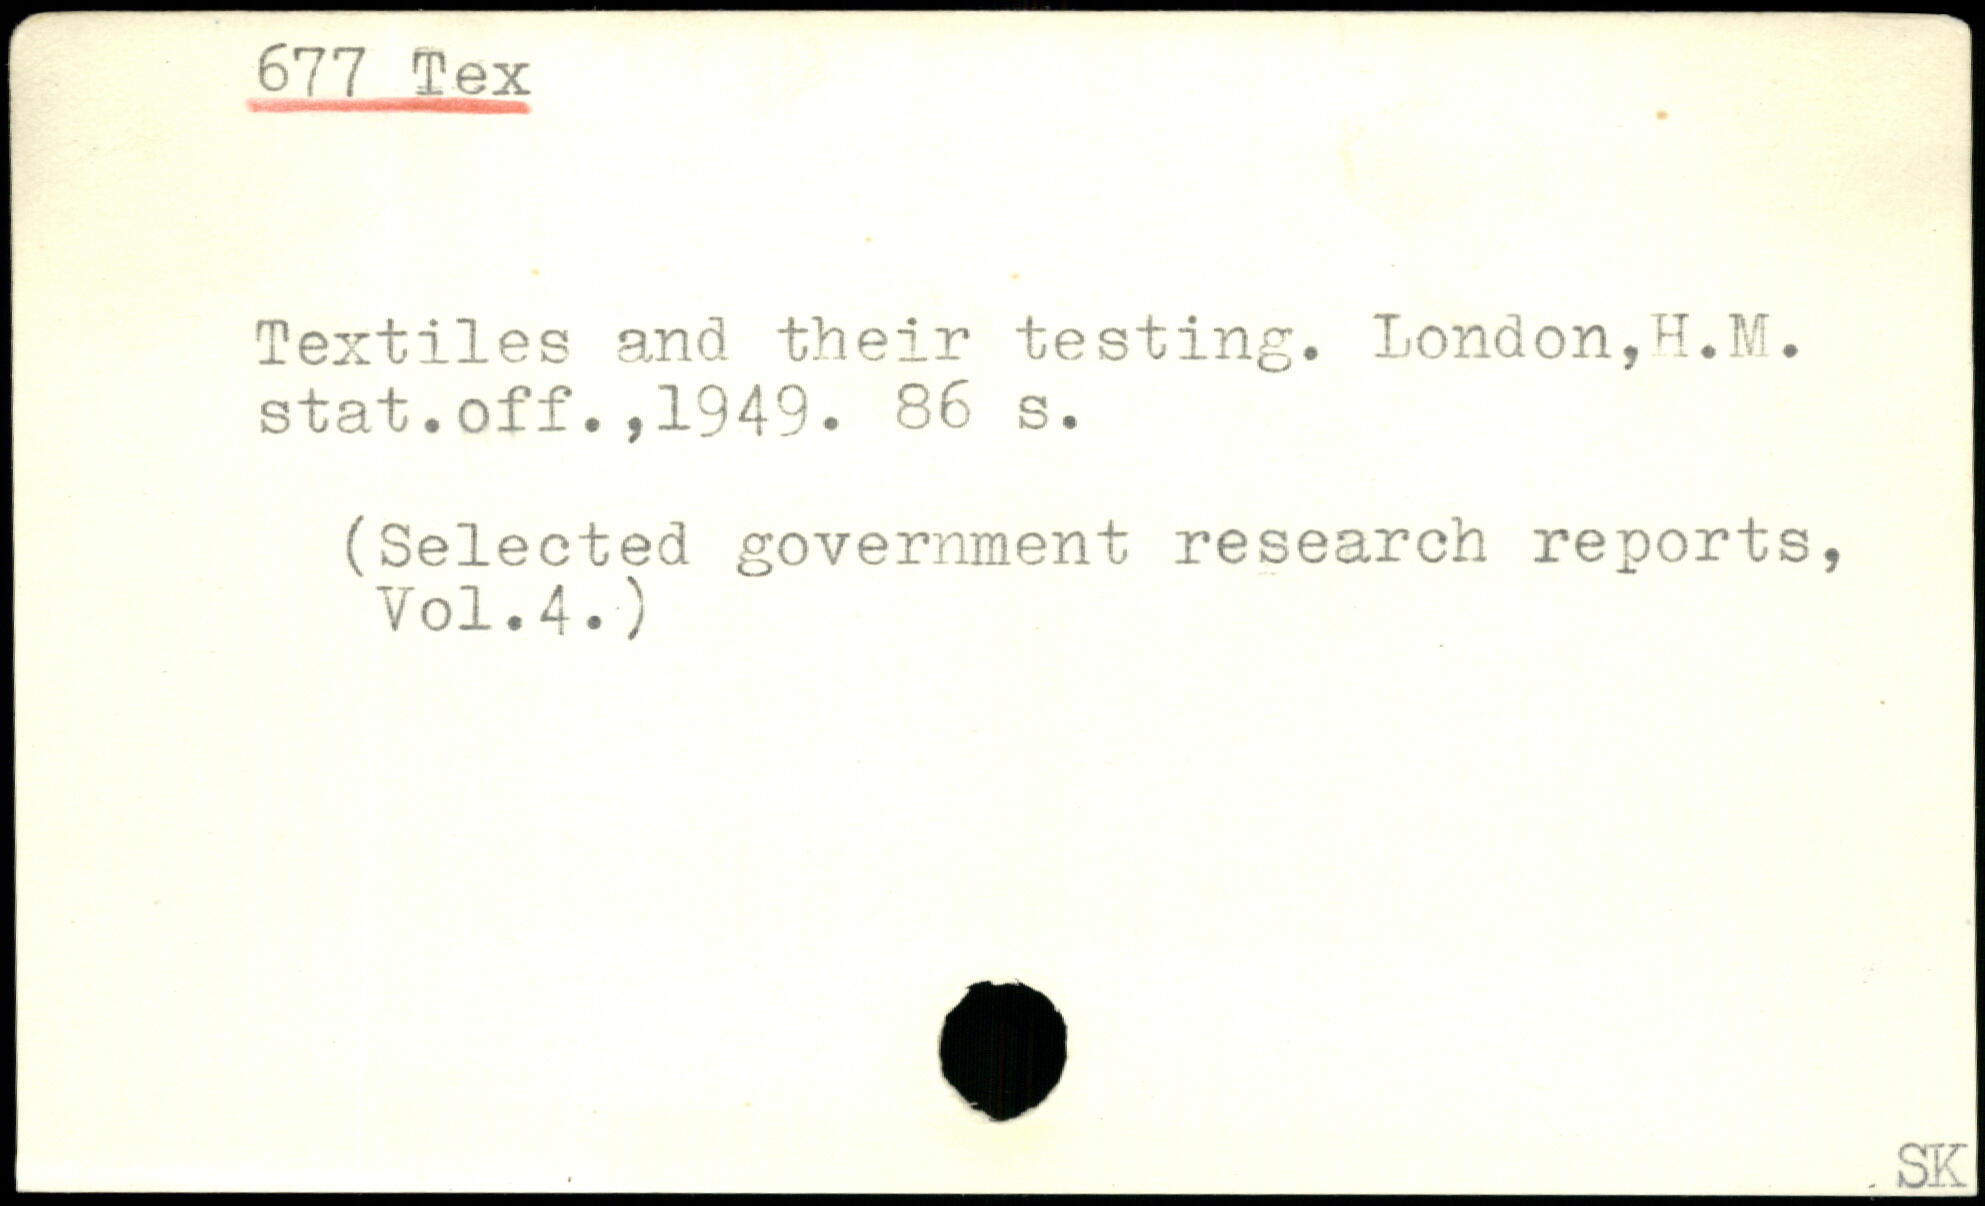 677 Tex
Textiles and their testing. London,H.M.
stat.off.,1949. 86 s.
(Selected government research reports,
Vol.4.)
SK